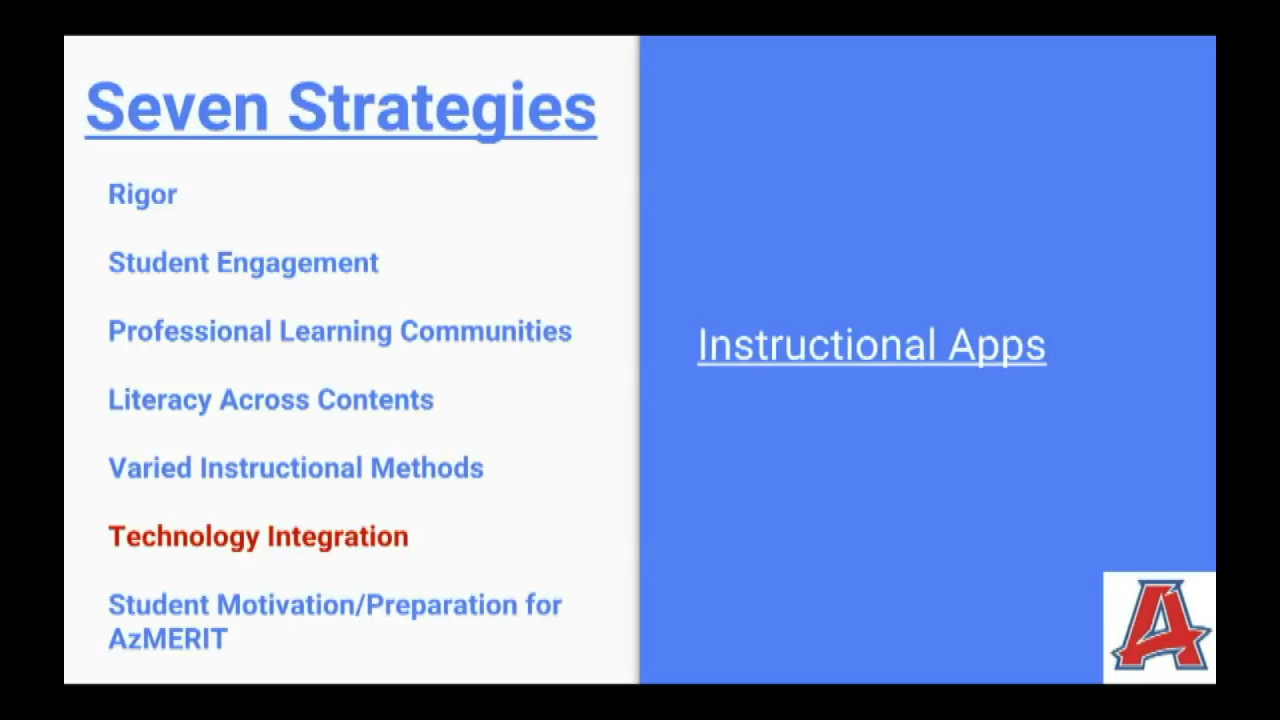 Seven Strategies
Rigor
Student Engagement
Professional Learning Communities
Literacy Across Contents
Varied Instructional Methods
Technology Integration
Student Motivation/Preparation for
AzMERIT
Instructional Apps
A